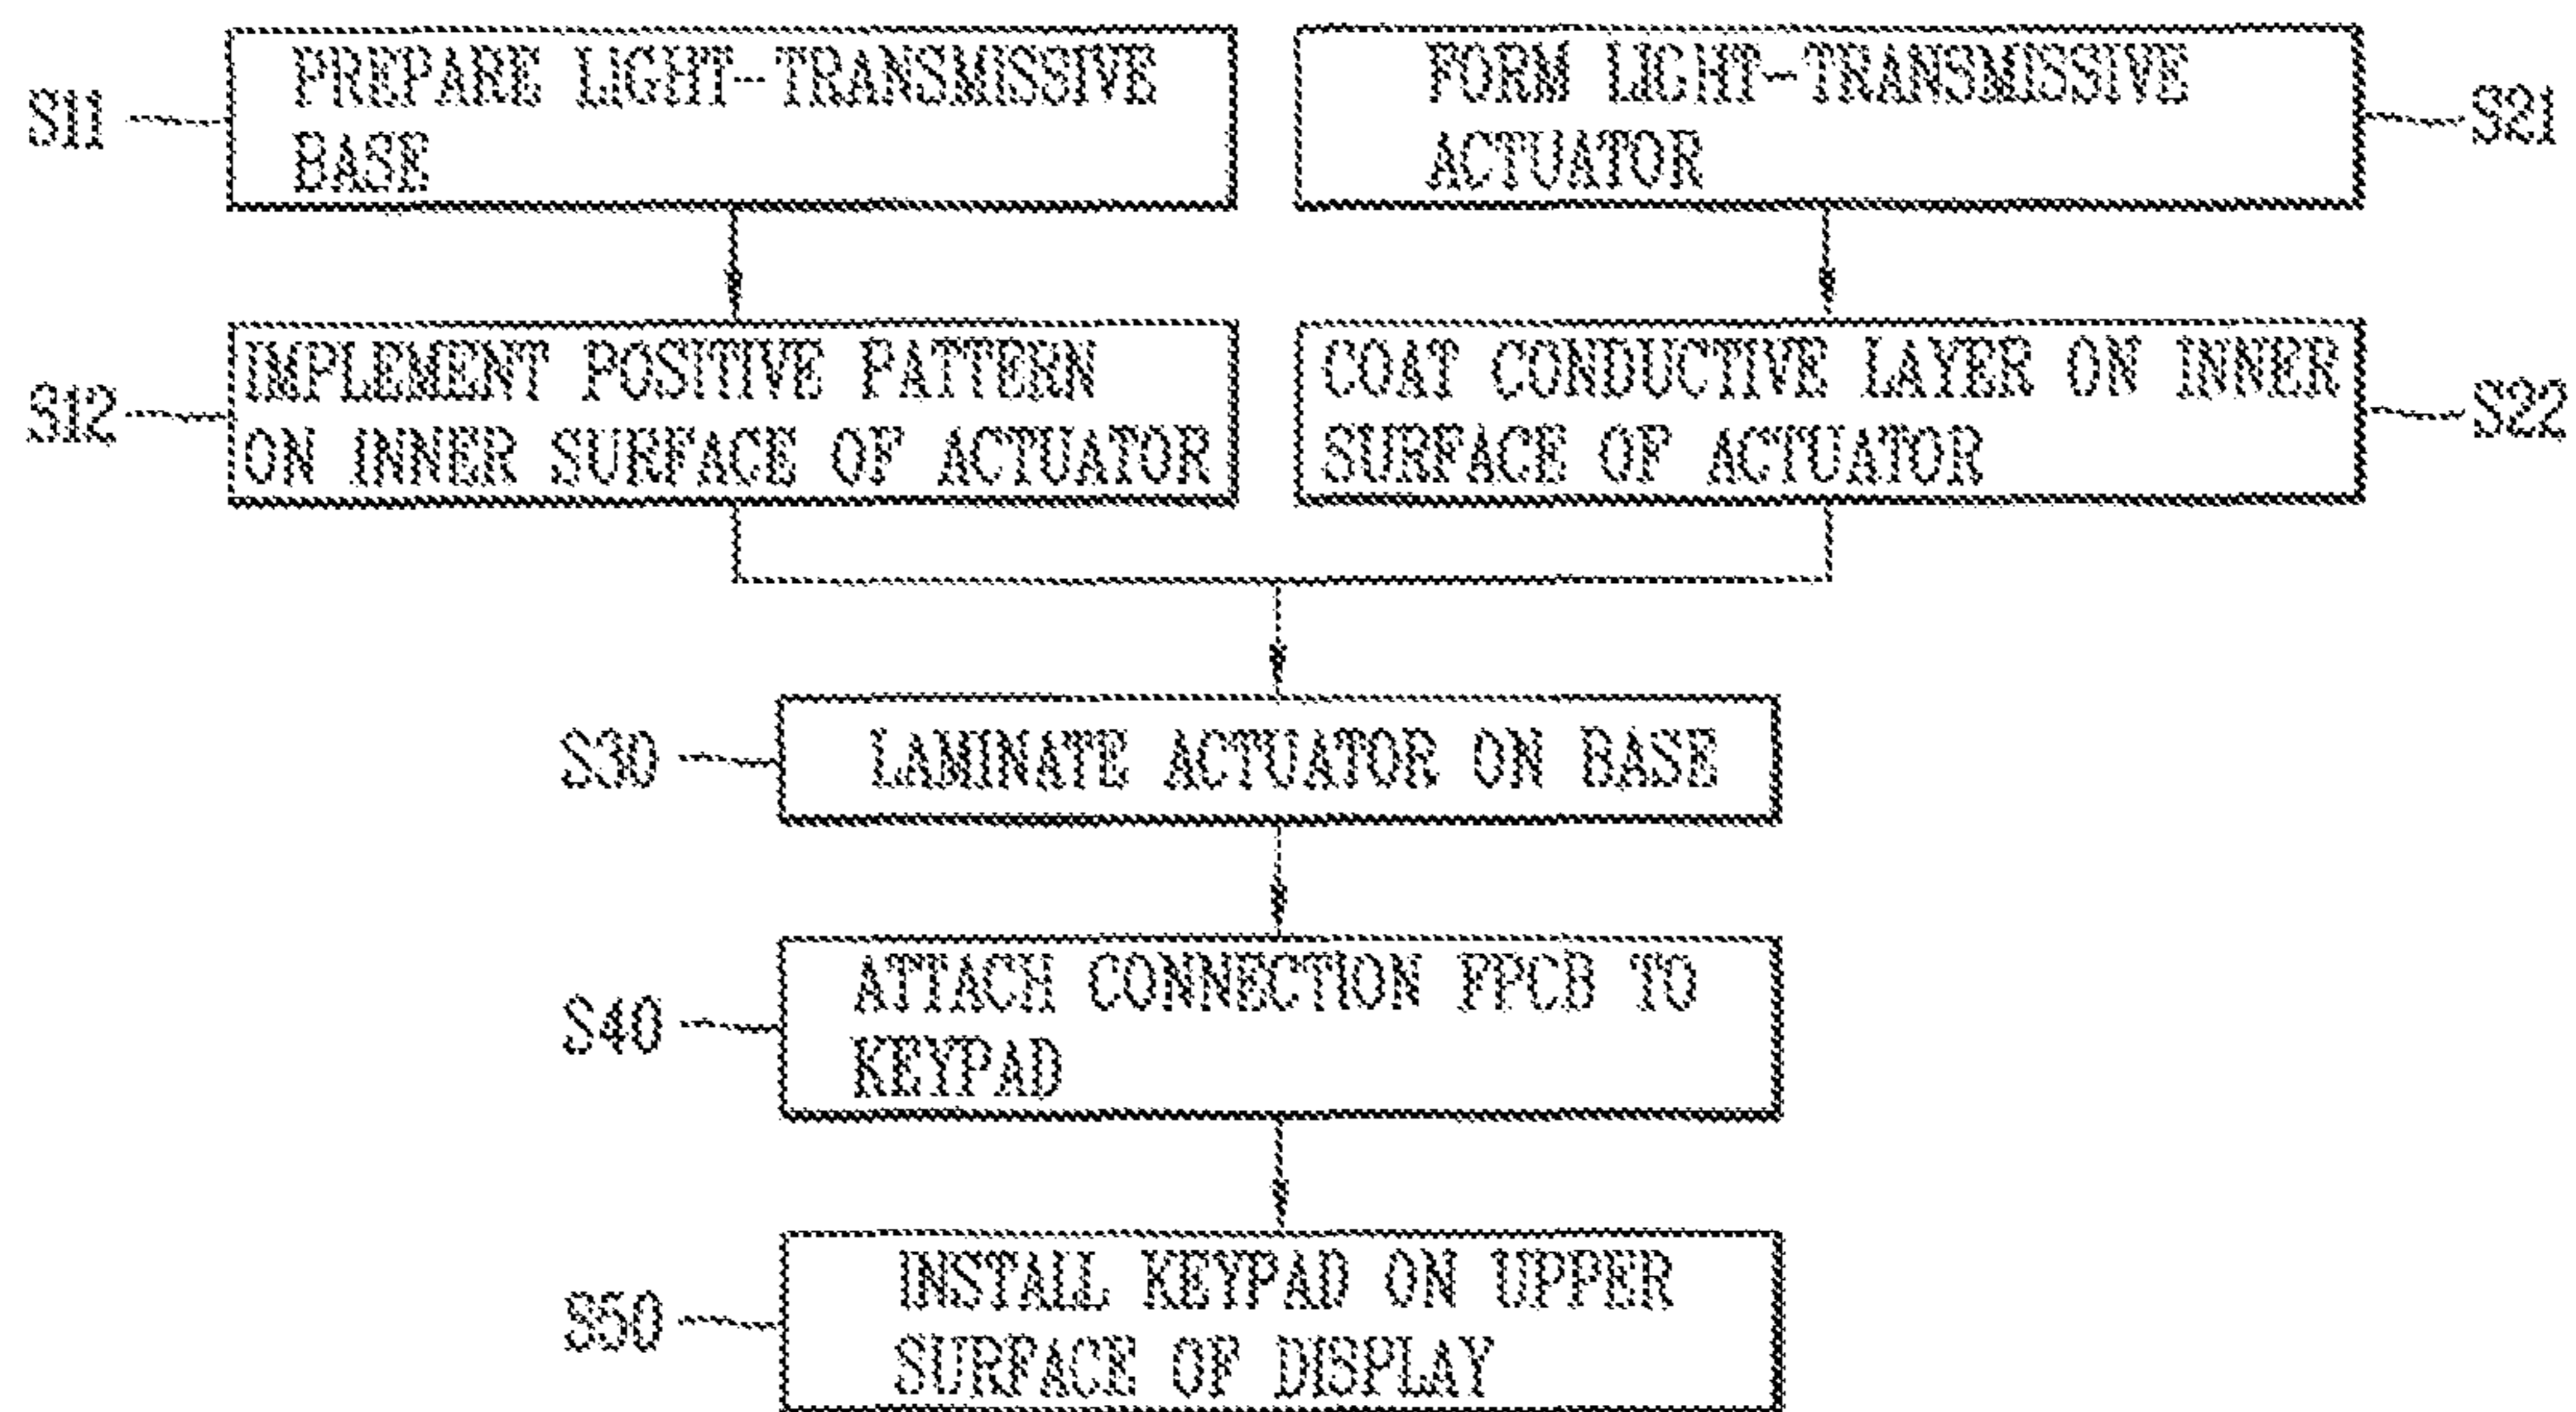 S11
PREPARE LIGHT-TRANSMISSIVE
BASE
FORM LIGHT-TRANSMISSIVE
ACTUATOR
S21
S12
IMPLEMENT POSITIVE PATTERN
ON INNER SURFACE OF ACTUATOR
COAT CONDUCTIVE LAYER ON INNER
SURFACE OF ACTUATOR
S22
S30
LAMINATE ACTUATOR ON BASE
S40
ATTACH CONNECTION FPCB TO
KEYPAD
S50
INSTALL KEYPAD ON UPPER
SURFACE OF DISPLAY